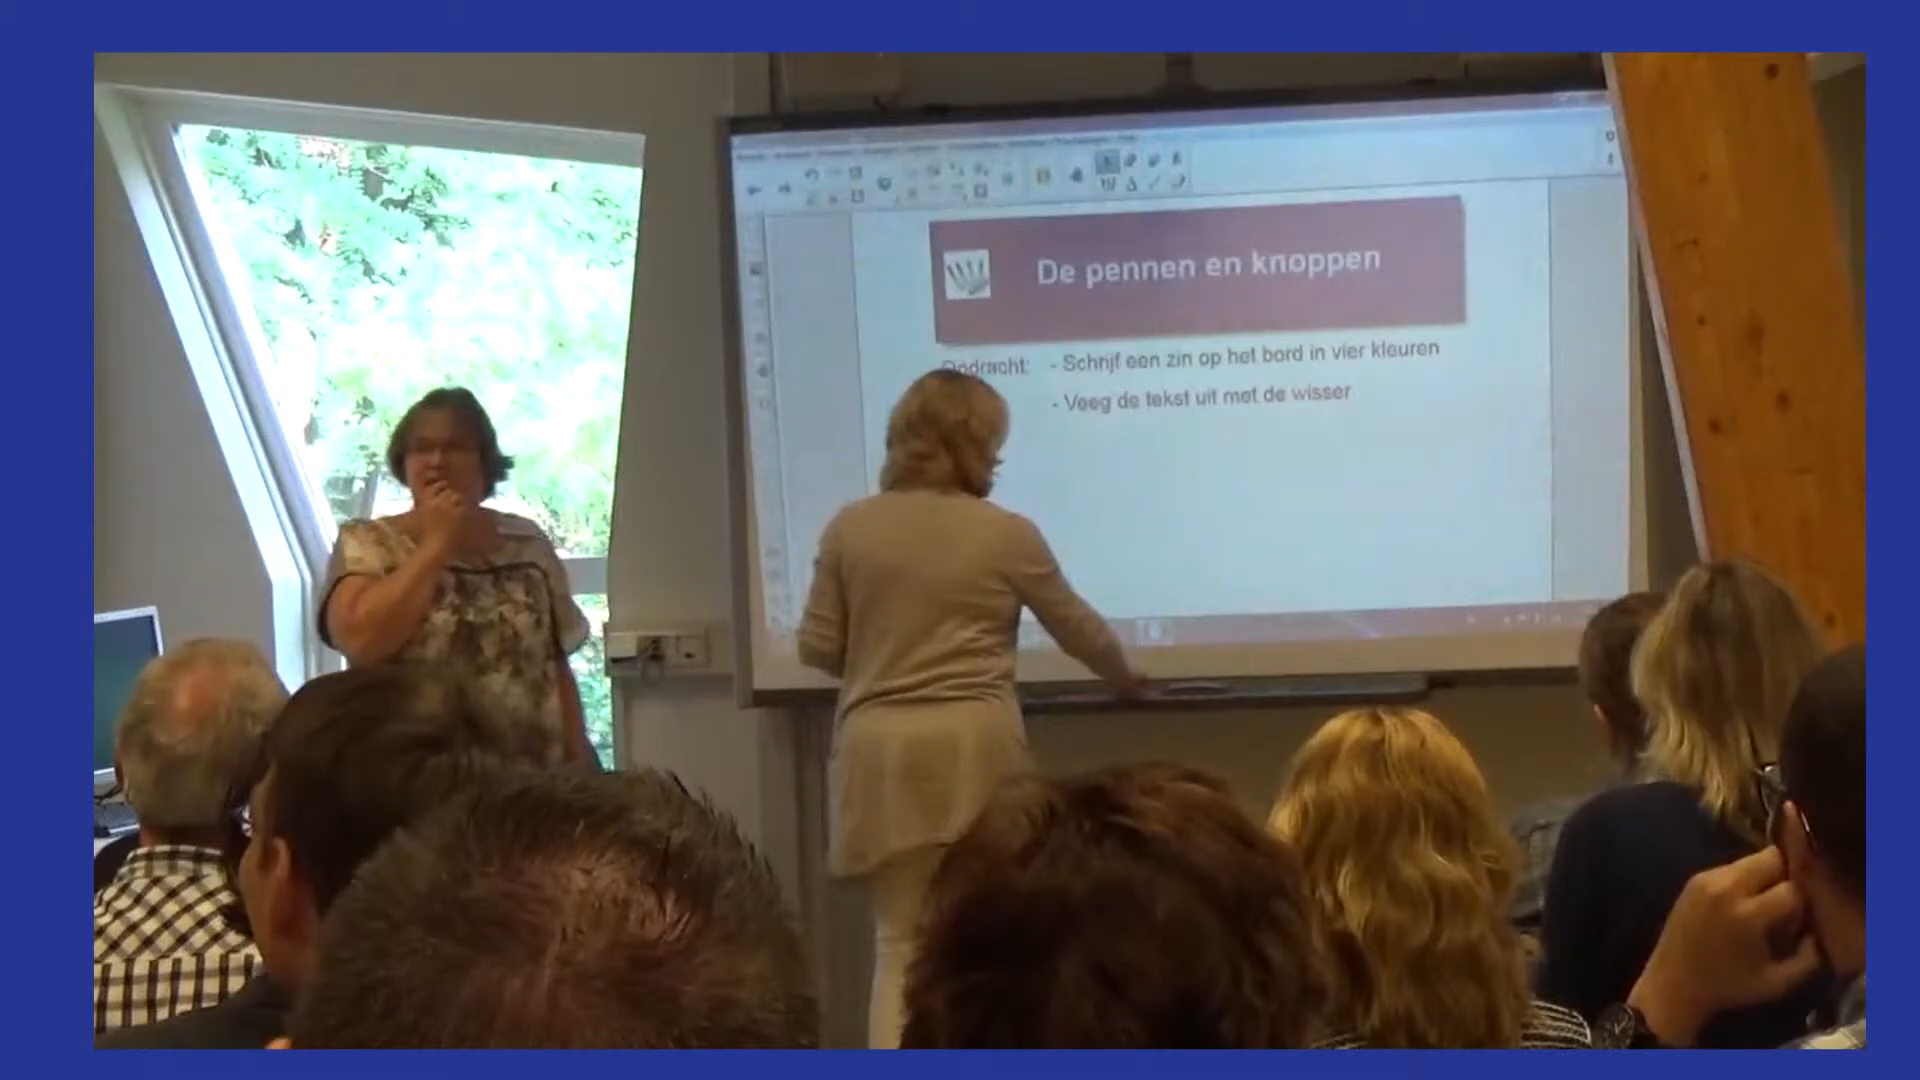 De pennen en knoppen
Opdracht: - Schrijf een zin op het bord in vier kleuren
- Veeg de tekst uit met de wisser